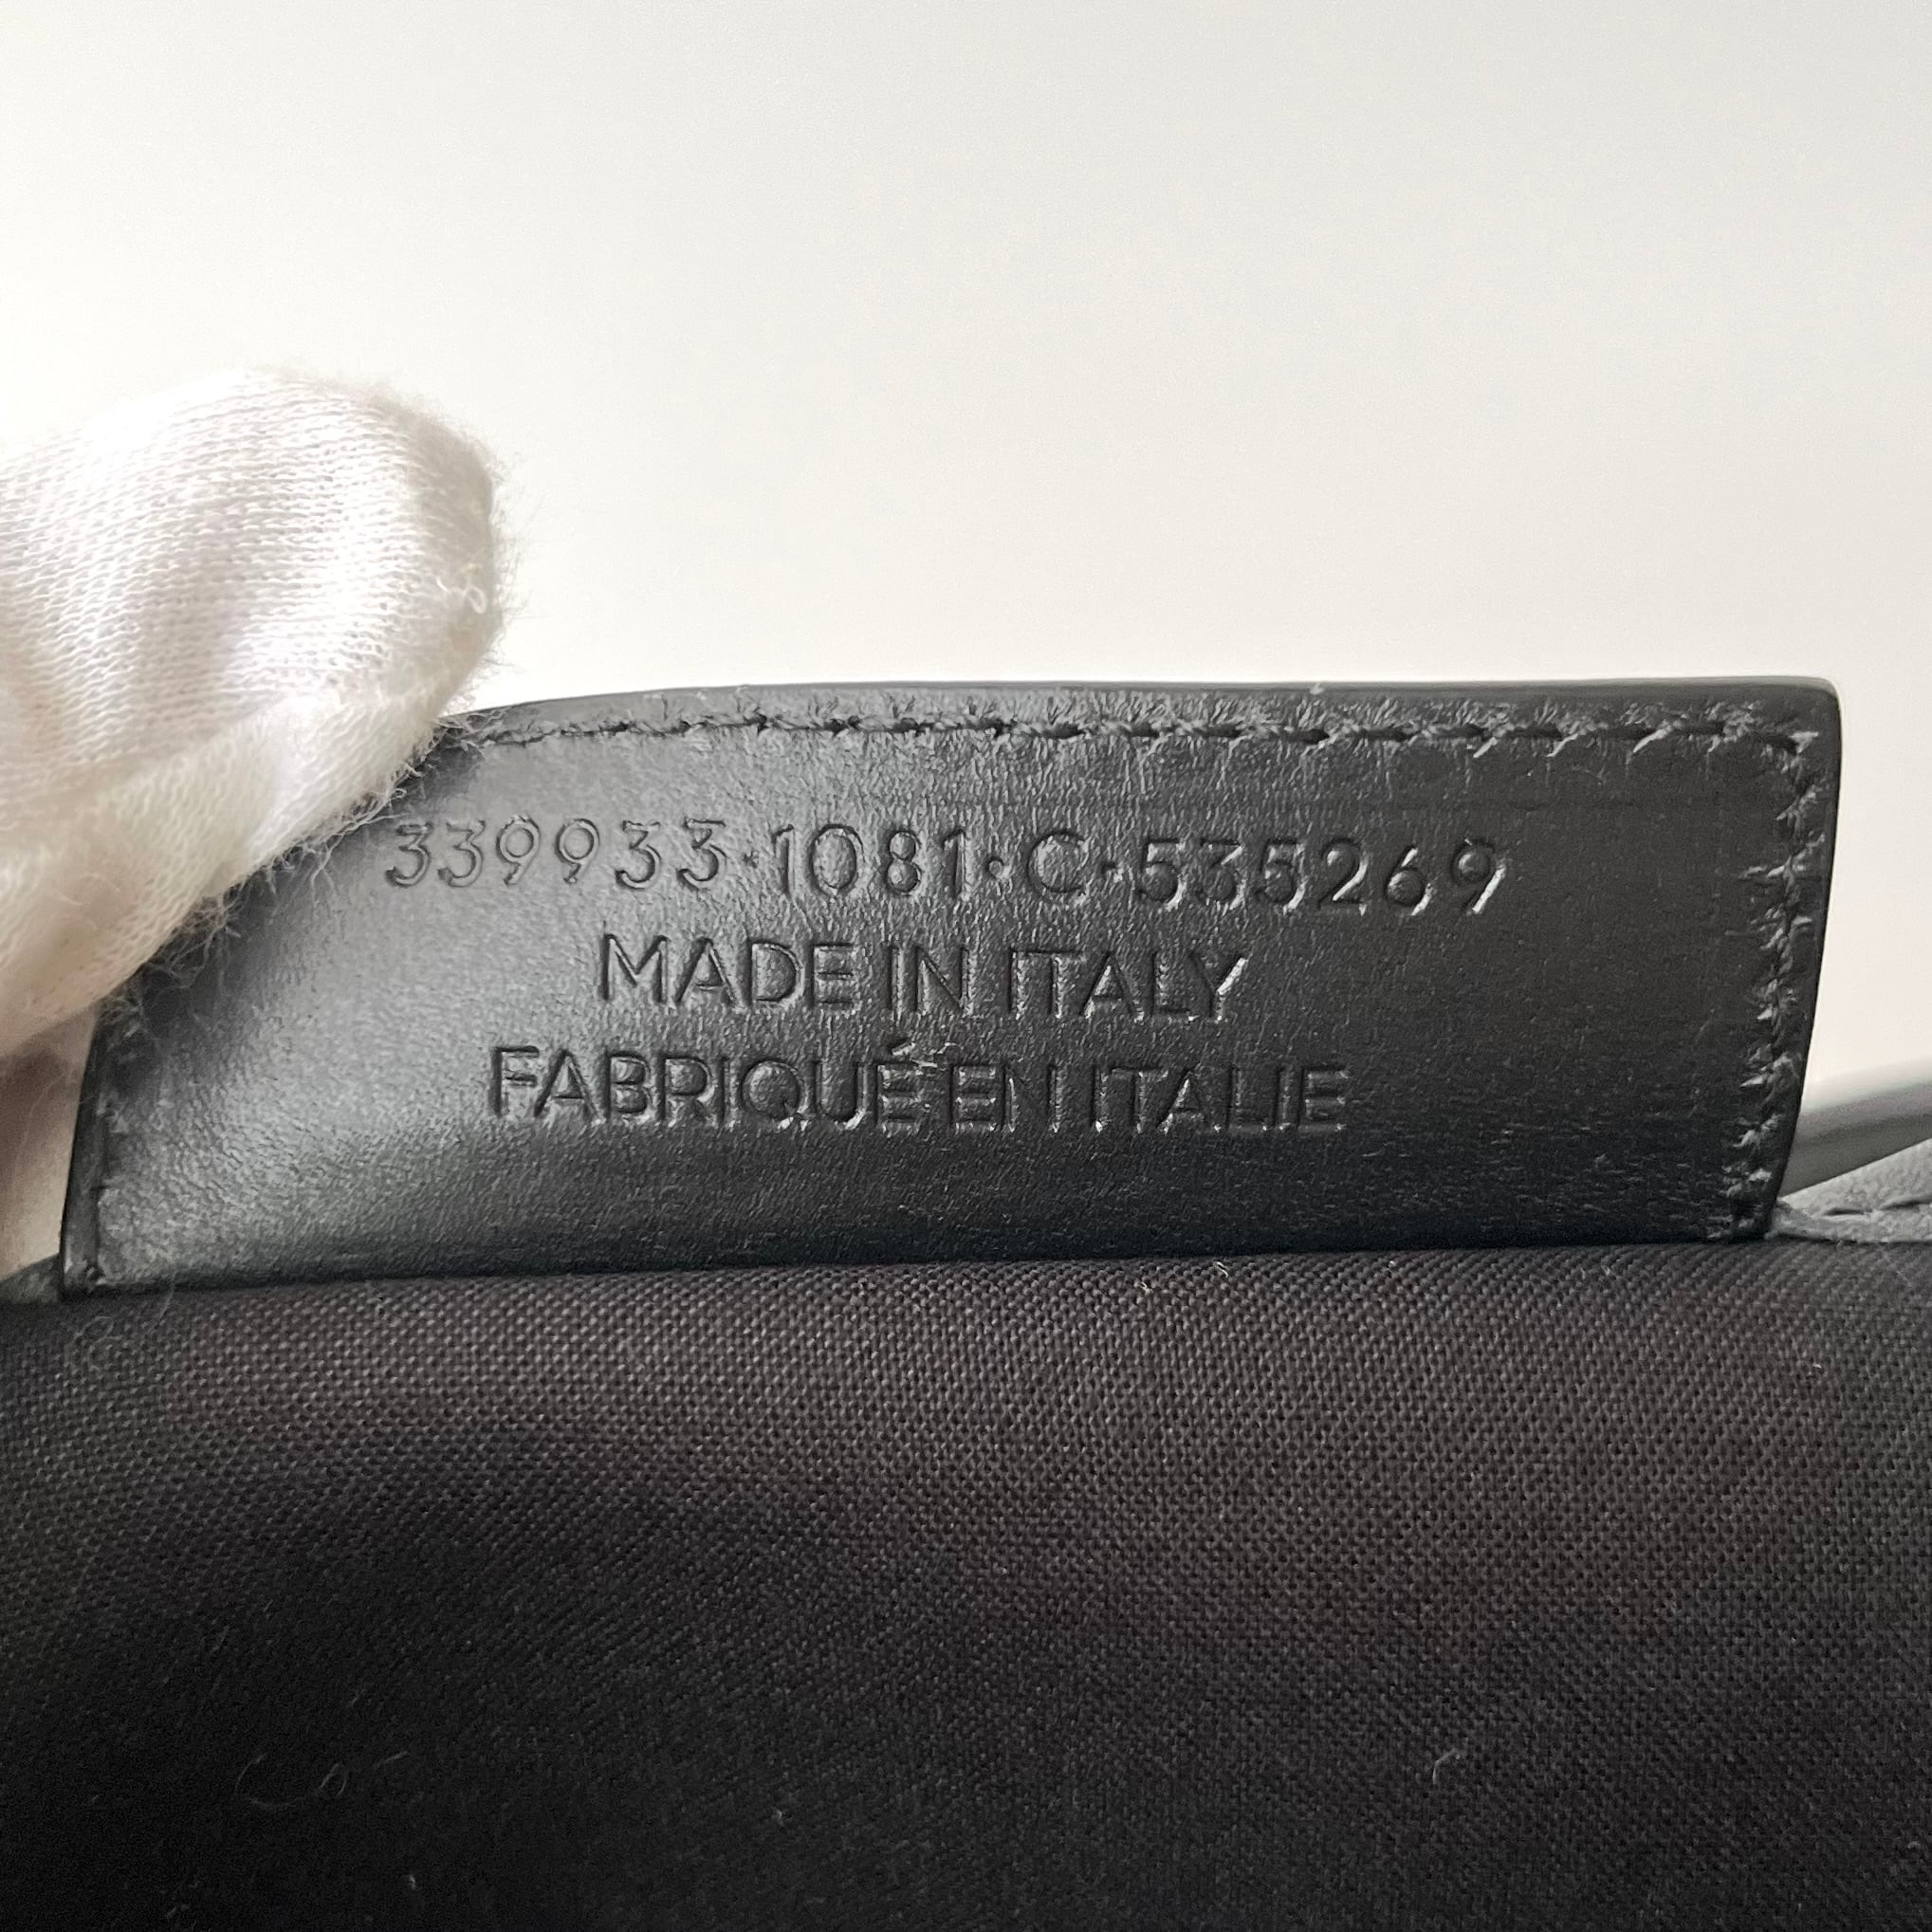 339933·1081·C·535269
MADE IN ITALY
FABRIQUÉ EN ITALIE